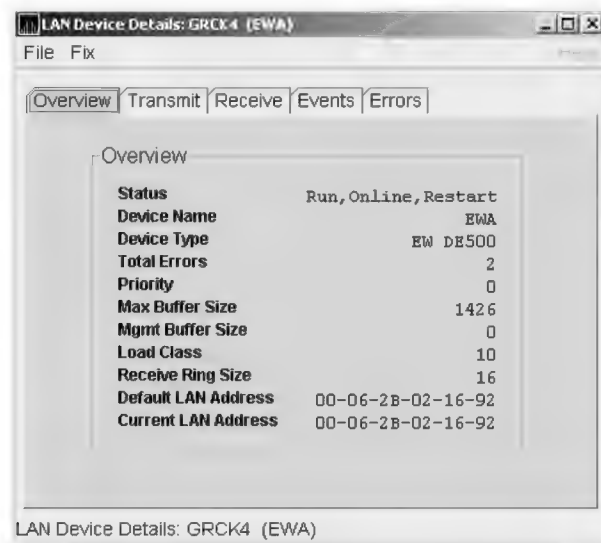 LAN Device Details: GRCK4 (EWA)
File Fix
Overview Transmit Receive Events Errors
Overview
Status Run,Online,Restart
Device Name EWA
Device Type EW DE500
Total Errors 2
Priority 0
Max Buffer Size 1426
Mgmt Buffer Size 0
Load Class 10
Receive Ring Size 16
Default LAN Address 00-06-2B-02-16-92
Current LAN Address 00-06-2B-02-16-92
LAN Device Details: GRCK4 (EWA)